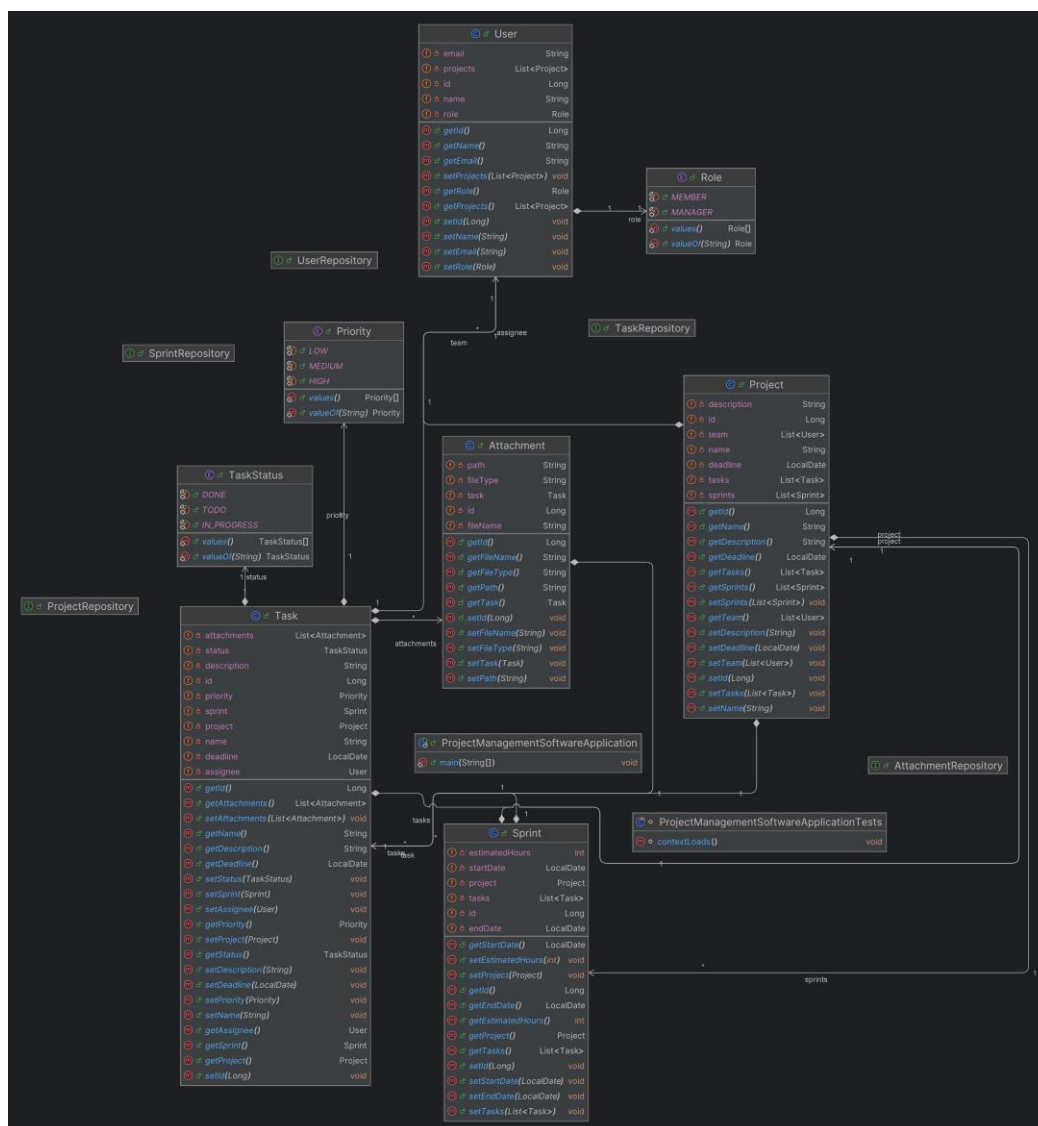 User
email String
projects List<Project>
id Long
name String
role Role
getId() Long
getName() String
getEmail() String
setProjects(List<Project>) void
getRole() Role
getProjects() List<Project>
setId(Long) void
setName(String) void
setEmail(String) void
setRole(Role) void
Role
MEMBER
MANAGER
values() Role[]
valueOf(String) Role
1 1
role
UserRepository
1
* assignee
1
team
TaskRepository
Priority
LOW
MEDIUM
HIGH
values() Priority[]
valueOf(String) Priority
SprintRepository
1
priority
1
Project
description String
id Long
team List<User>
name String
deadline LocalDate
tasks List<Task>
sprints List<Sprint>
getId() Long
getName() String
getDescription() String
getDeadline() LocalDate
getTasks() List<Task>
getSprints() List<Sprint>
setSprints(List<Sprint>) void
getTeam() List<User>
setDescription(String) void
setDeadline(LocalDate) void
setTeam(List<User>) void
setId(Long) void
setTasks(List<Task>) void
setName(String) void
project
project
1
1
Attachment
path String
fileType String
task Task
id Long
fileName String
getId() Long
getFileName() String
getFileType() String
getPath() String
getTask() Task
setId(Long) void
setFileName(String) void
setFileType(String) void
setTask(Task) void
setPath(String) void
TaskStatus
DONE
TODO
IN_PROGRESS
values() TaskStatus[]
valueOf(String) TaskStatus
1 status
ProjectRepository
1
*
attachments
Task
attachments List<Attachment>
status TaskStatus
description String
id Long
priority Priority
sprint Sprint
project Project
name String
deadline LocalDate
assignee User
getId() Long
getAttachments() List<Attachment>
setAttachments(List<Attachment>) void
getName() String
getDescription() String
getDeadline() LocalDate
setStatus(TaskStatus) void
setSprint(Sprint) void
setAssignee(User) void
getPriority() Priority
setProject(Project) void
getStatus() TaskStatus
setDescription(String) void
setDeadline(LocalDate) void
setPriority(Priority) void
setName(String) void
getAssignee() User
getSprint() Sprint
getProject() Project
setId(Long) void
ProjectManagementSoftwareApplication
main(String[]) void
AttachmentRepository
1
1 1
tasks
1
ProjectManagementSoftwareApplicationTests
contextLoads() void
1 tasks
* task
1
Sprint
estimatedHours int
startDate LocalDate
project Project
tasks List<Task>
id Long
endDate LocalDate
getStartDate() LocalDate
setEstimatedHours(int) void
setProject(Project) void
getId() Long
getEndDate() LocalDate
getEstimatedHours() int
getProject() Project
getTasks() List<Task>
setId(Long) void
setStartDate(LocalDate) void
setEndDate(LocalDate) void
setTasks(List<Task>) void
*
sprints
1